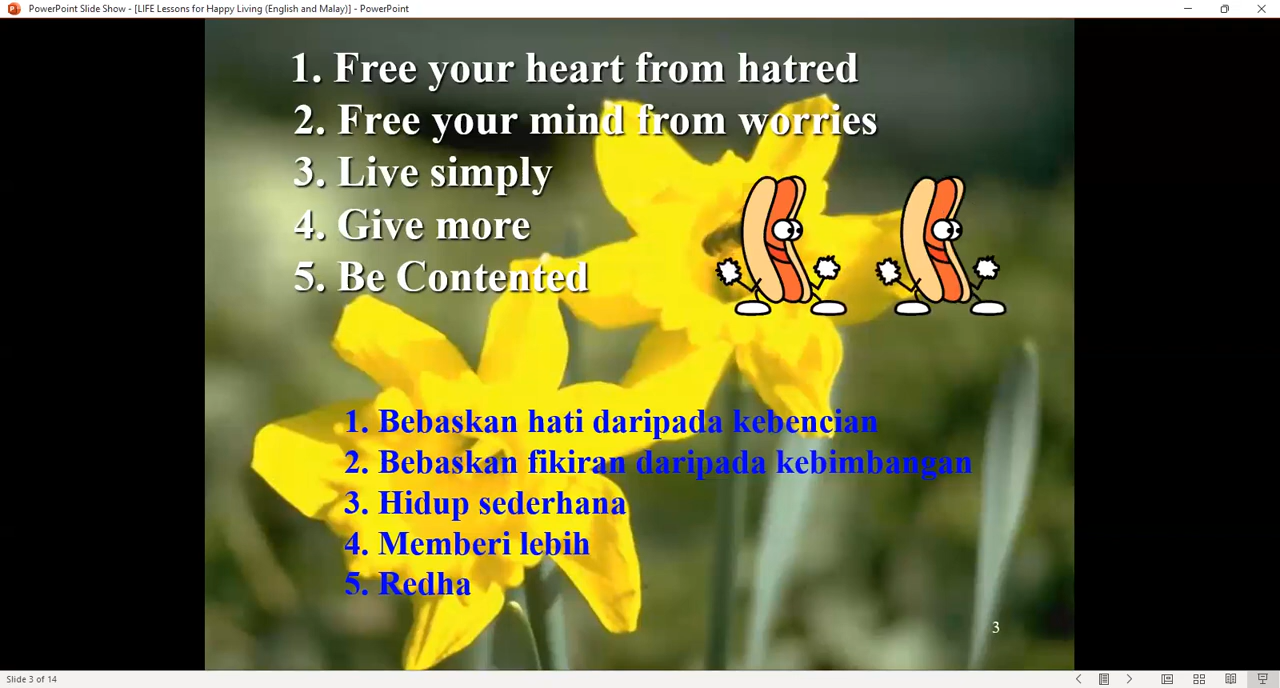 PowerPoint Slide Show - [LIFE Lessons for Happy Living (English and Malay)] - PowerPoint
1. Free your heart from hatred
2. Free your mind from worries
3. Live simply
4. Give more
5. Be Contented
1. Bebaskan hati daripada kebencian
2. Bebaskan fikiran daripada kebimbangan
3. Hidup sederhana
4. Memberi lebih
5. Redha
3
Slide 3 of 14